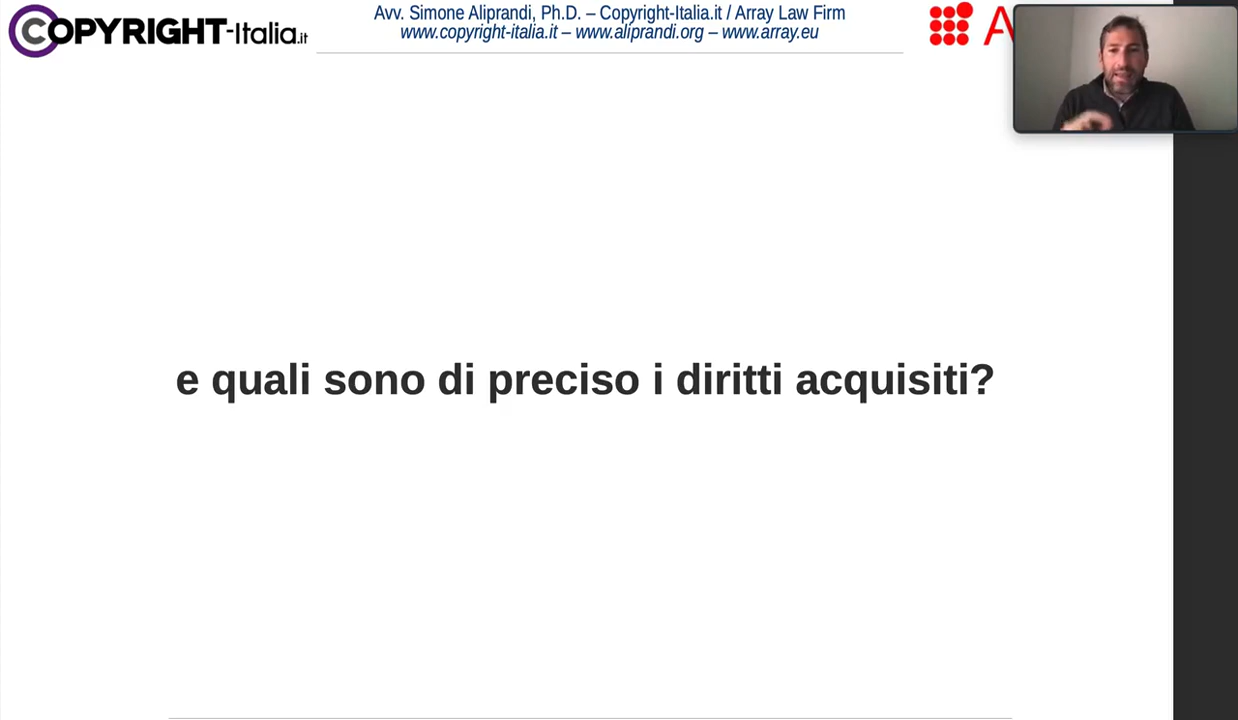 COPYRIGHT-Italia.it
Avv. Simone Aliprandi, Ph.D. – Copyright-Italia.it / Array Law Firm
www.copyright-italia.it – www.aliprandi.org – www.array.eu
A
e quali sono di preciso i diritti acquisiti?